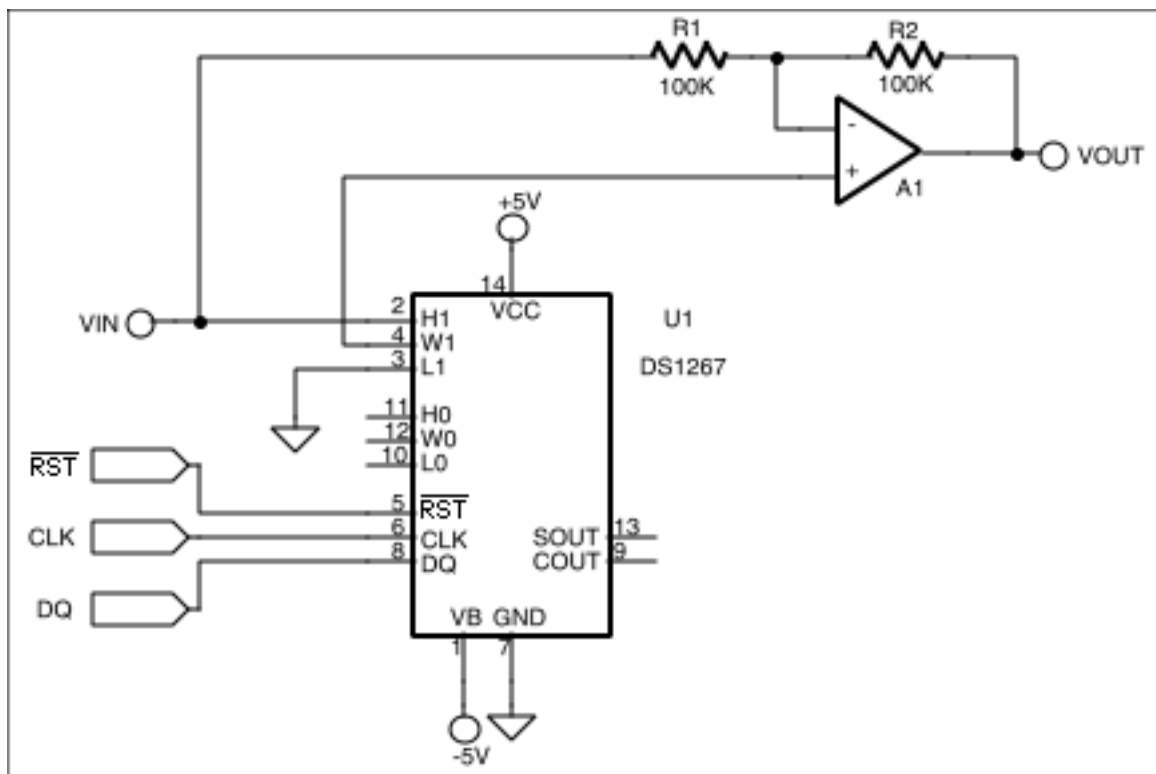 R1
100K
R2
100K
-
+
A1
VOUT
+5V
14
VCC
VIN
2
H1
4
W1
3
L1
U1
DS1267
11
H0
12
W0
10
L0
RST
5
RST
CLK
6
CLK
8
DQ
DQ
SOUT
13
COUT
9
VB
GND
1
7
-5V